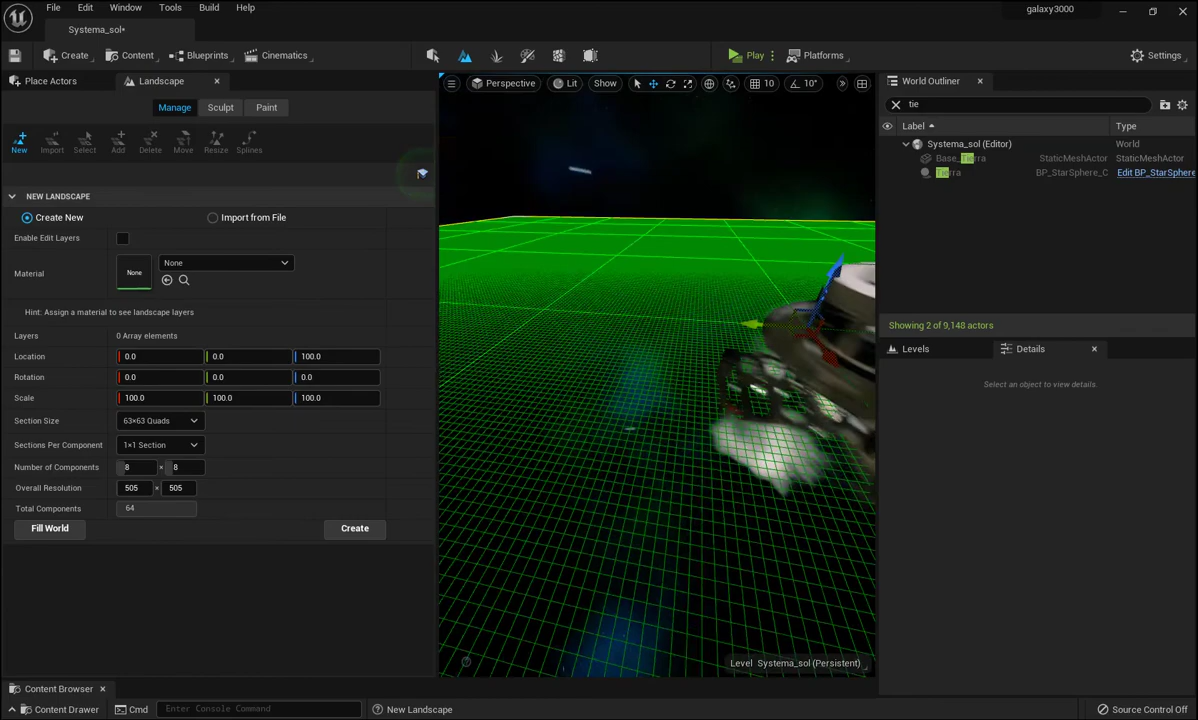 File Edit Window Tools Build Help
galaxy3000
Systema_sol•
Create Content Blueprints Cinematics Play Platforms Settings
Place Actors Landscape
Perspective Lit Show 10 10°
World Outliner
Manage Sculpt Paint
tie
Label Type
New Import Select Add Delete Move Resize Splines
Systema_sol (Editor) World
Base_Tierra StaticMeshActor StaticMeshActor
Tierra BP_StarSphere_C Edit BP_StarSphere
NEW LANDSCAPE
Create New Import from File
Enable Edit Layers
Material None None
Hint: Assign a material to see landscape layers
Layers 0 Array elements
Showing 2 of 9,148 actors
Location 0.0 0.0 100.0
Levels Details
Rotation 0.0 0.0 0.0
Select an object to view details.
Scale 100.0 100.0 100.0
Section Size 63×63 Quads
Sections Per Component 1×1 Section
Number of Components 8 × 8
Overall Resolution 505 × 505
Total Components 64
Fill World Create
Level Systema_sol (Persistent)
Content Browser
Content Drawer Cmd Enter Console Command New Landscape Source Control Off